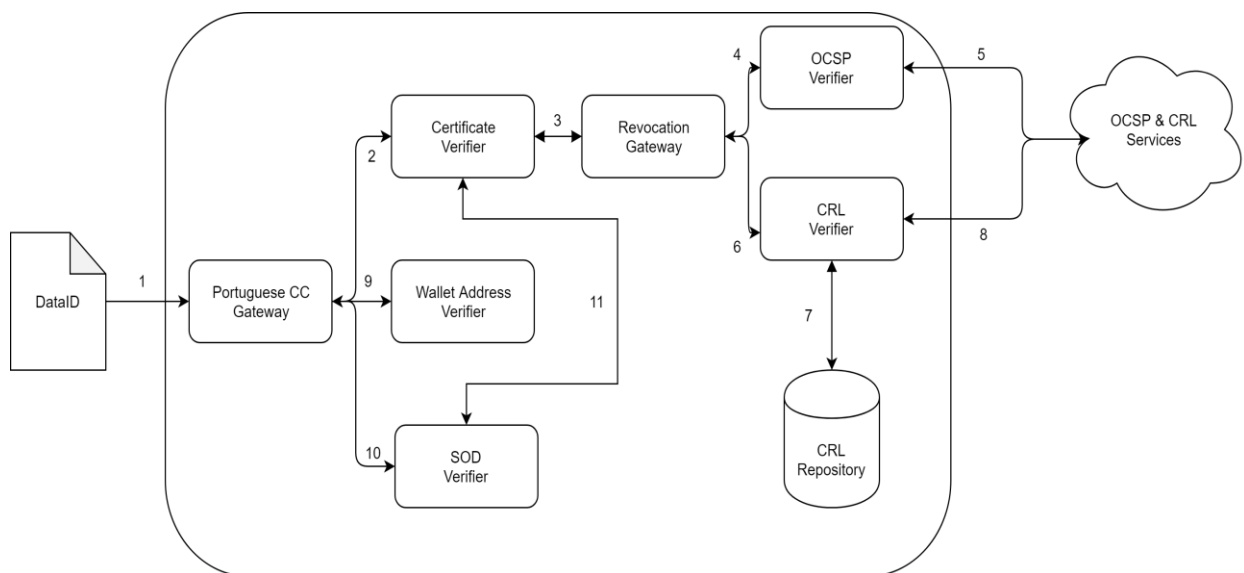 4
OCSP
Verifier
5
Certificate
Verifier
3
Revocation
Gateway
OCSP & CRL
Services
2
CRL
Verifier
6
8
DataID
1
Portuguese CC
Gateway
9
Wallet Address
Verifier
11
7
10
SOD
Verifier
CRL
Repository